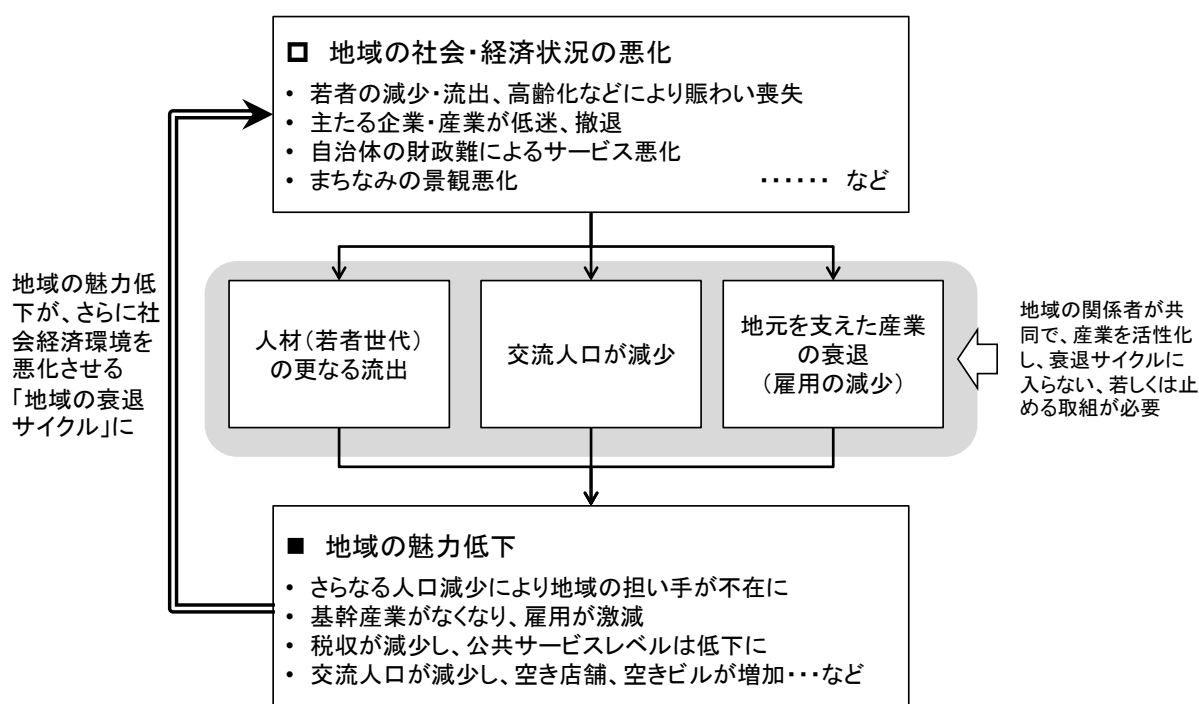 □ 地域の社会・経済状況の悪化
• 若者の減少・流出、高齢化などにより賑わい喪失
• 主たる企業・産業が低迷、撤退
• 自治体の財政難によるサービス悪化
• まちなみの景観悪化 ・・・・・・ など
地域の魅力低
下が、さらに社
会経済環境を
悪化させる
「地域の衰退
サイクル」に
人材(若者世代)
の更なる流出
交流人口が減少
地元を支えた産業
の衰退
(雇用の減少)
地域の関係者が共
同で、産業を活性化
し、衰退サイクルに
入らない、若しくは止
める取組が必要
■ 地域の魅力低下
• さらなる人口減少により地域の担い手が不在に
• 基幹産業がなくなり、雇用が激減
• 税収が減少し、公共サービスレベルは低下に
• 交流人口が減少し、空き店舗、空きビルが増加・・・など